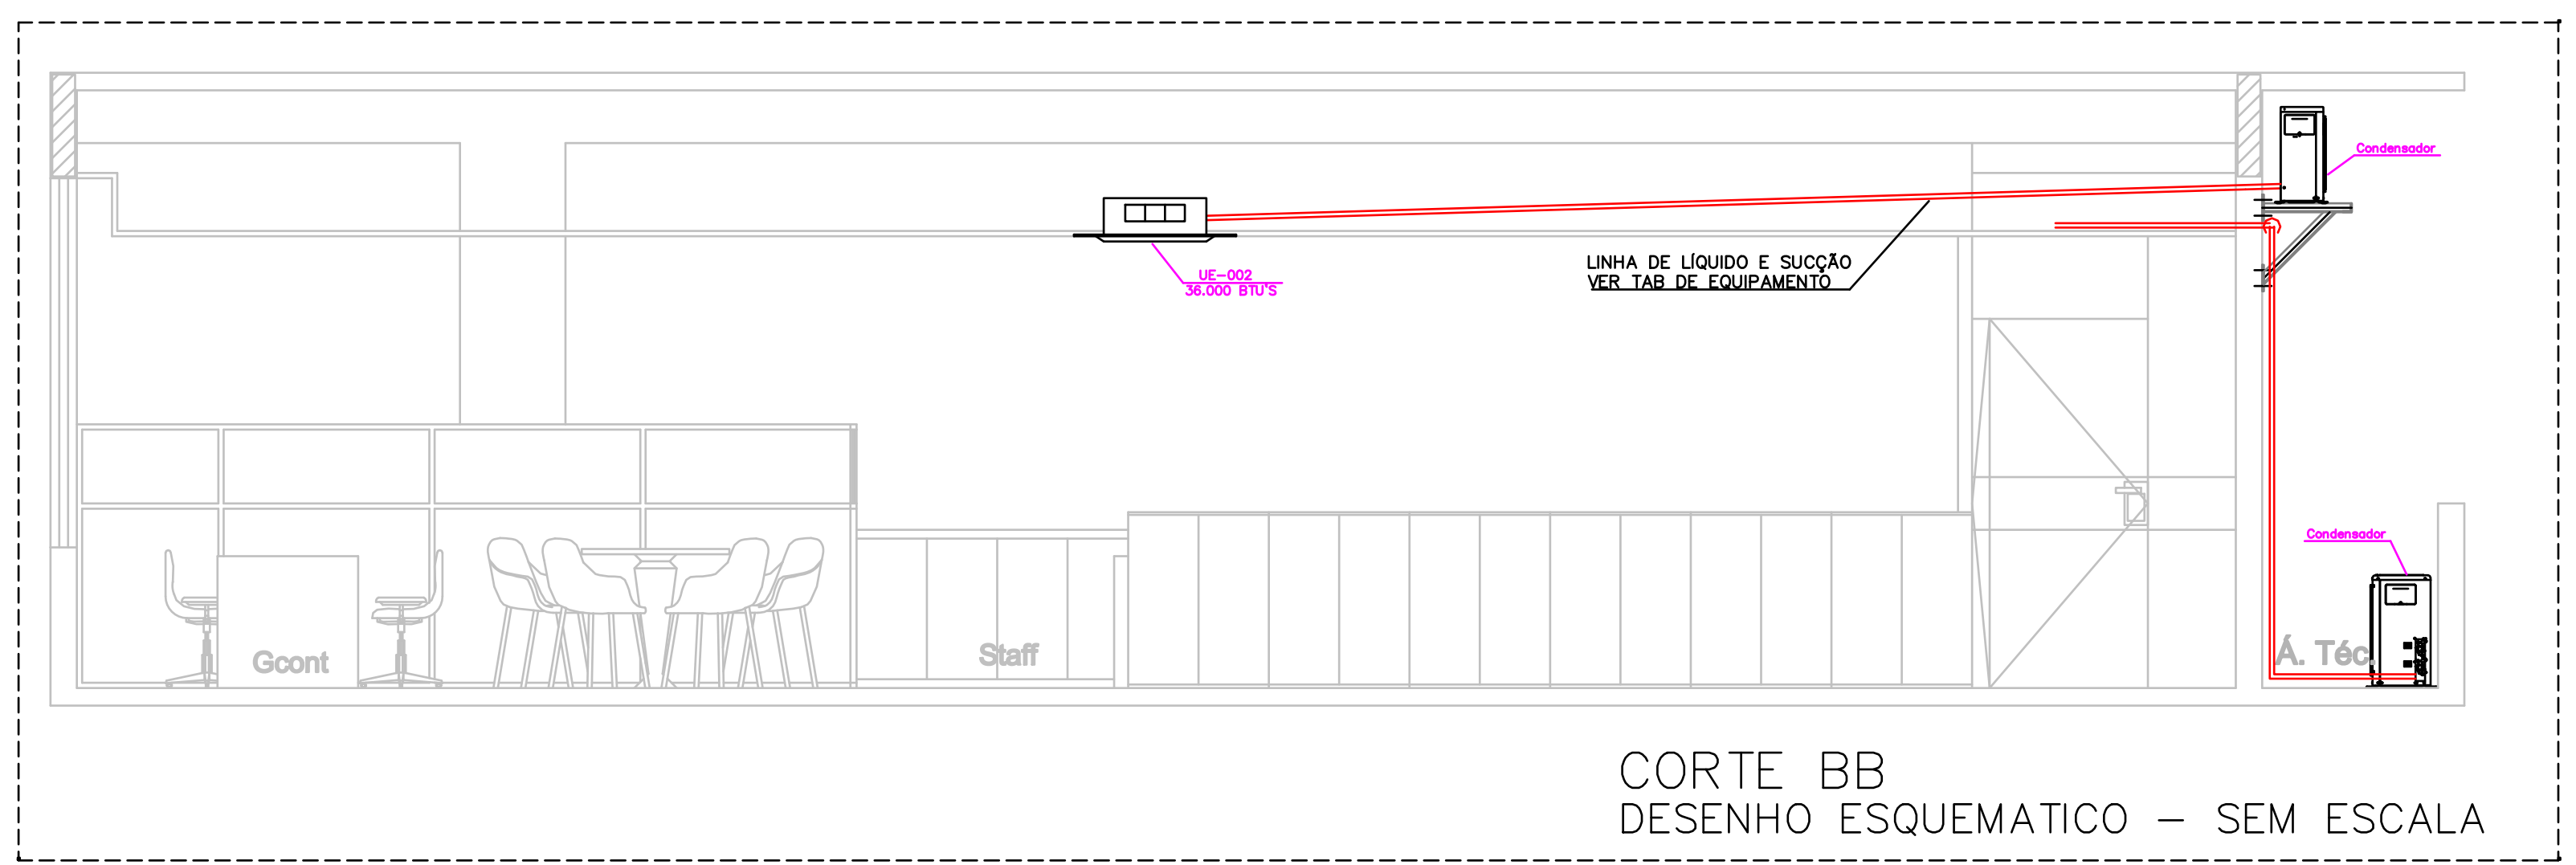 Condensador
UE-002
36.000 BTU'S
LINHA DE LÍQUIDO E SUCÇÃO
VER TAB DE EQUIPAMENTO
Condensador
Gcont
Staff
Á. Téc.
CORTE BB
DESENHO ESQUEMATICO - SEM ESCALA